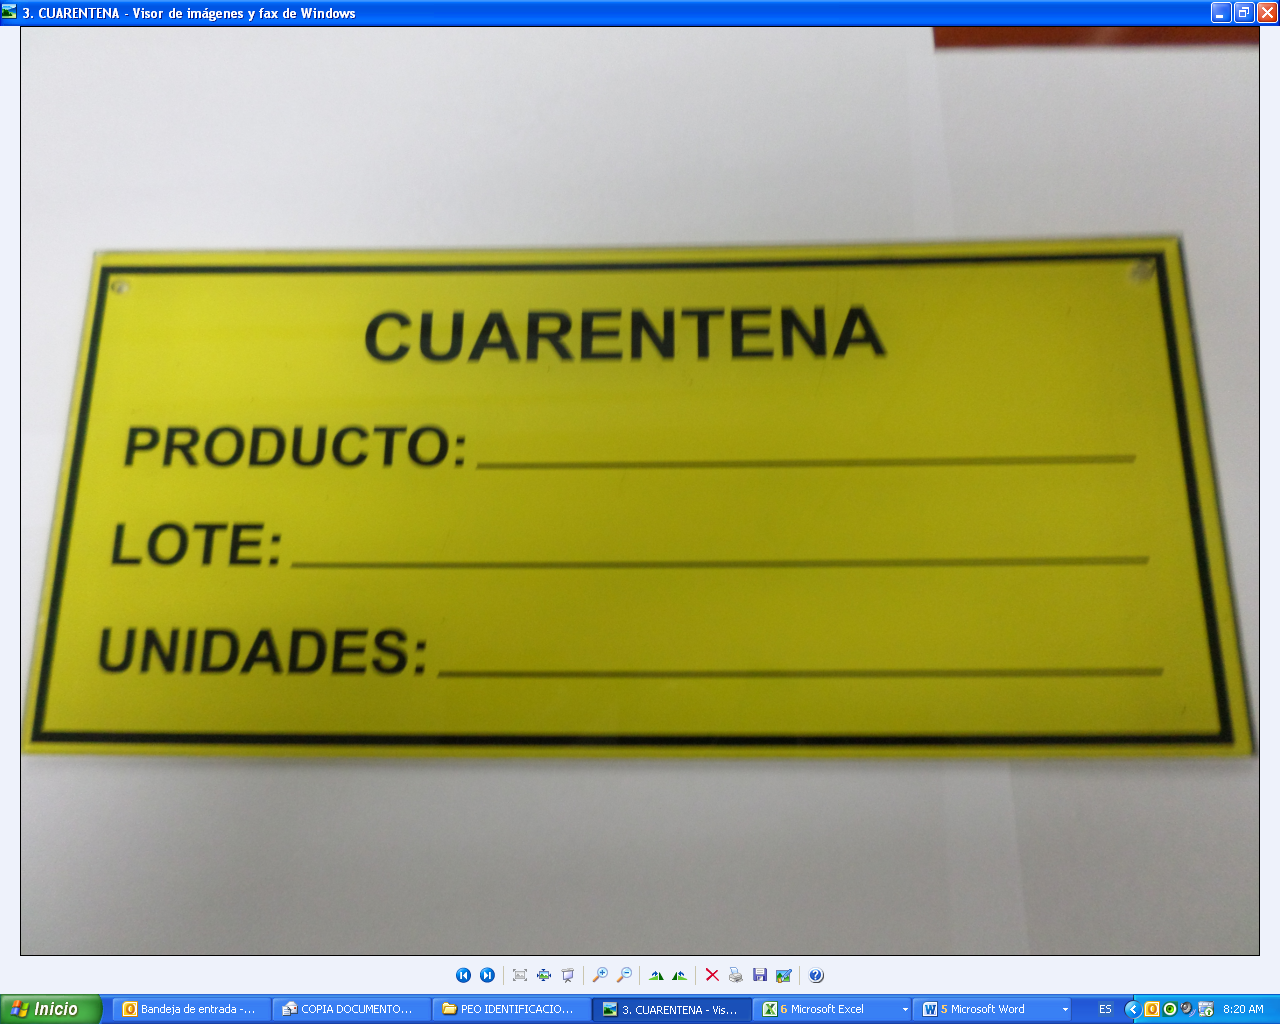 3. CUARENTENA - Visor de imágenes y fax de Windows
CUARENTENA
PRODUCTO:
LOTE:
UNIDADES:
Inicio
Bandeja de entrada -...
COPIA DOCUMENTO...
PEO IDENTIFICACIO...
3. CUARENTENA - Vis...
6 Microsoft Excel
5 Microsoft Word
ES
8:20 AM